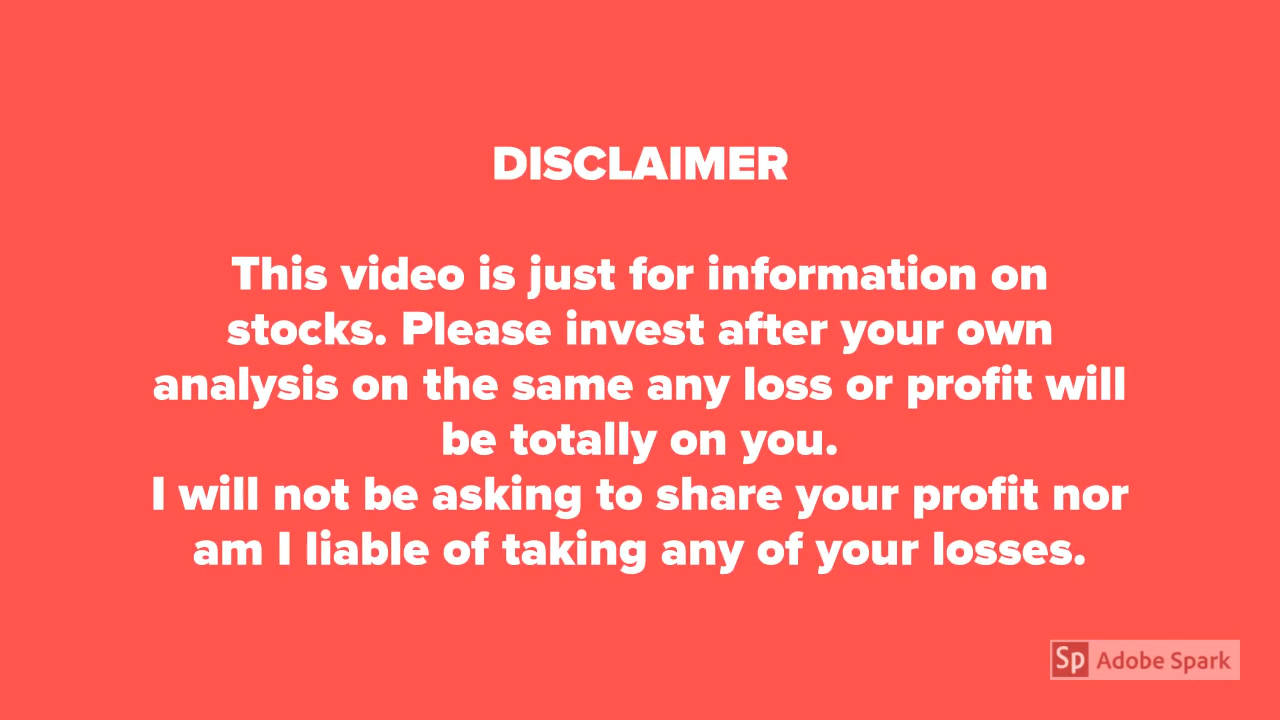 DISCLAIMER
This video is just for information on
stocks. Please invest after your own
analysis on the same any loss or profit will
be totally on you.
I will not be asking to share your profit nor
am I liable of taking any of your losses.
Sp Adobe Spark